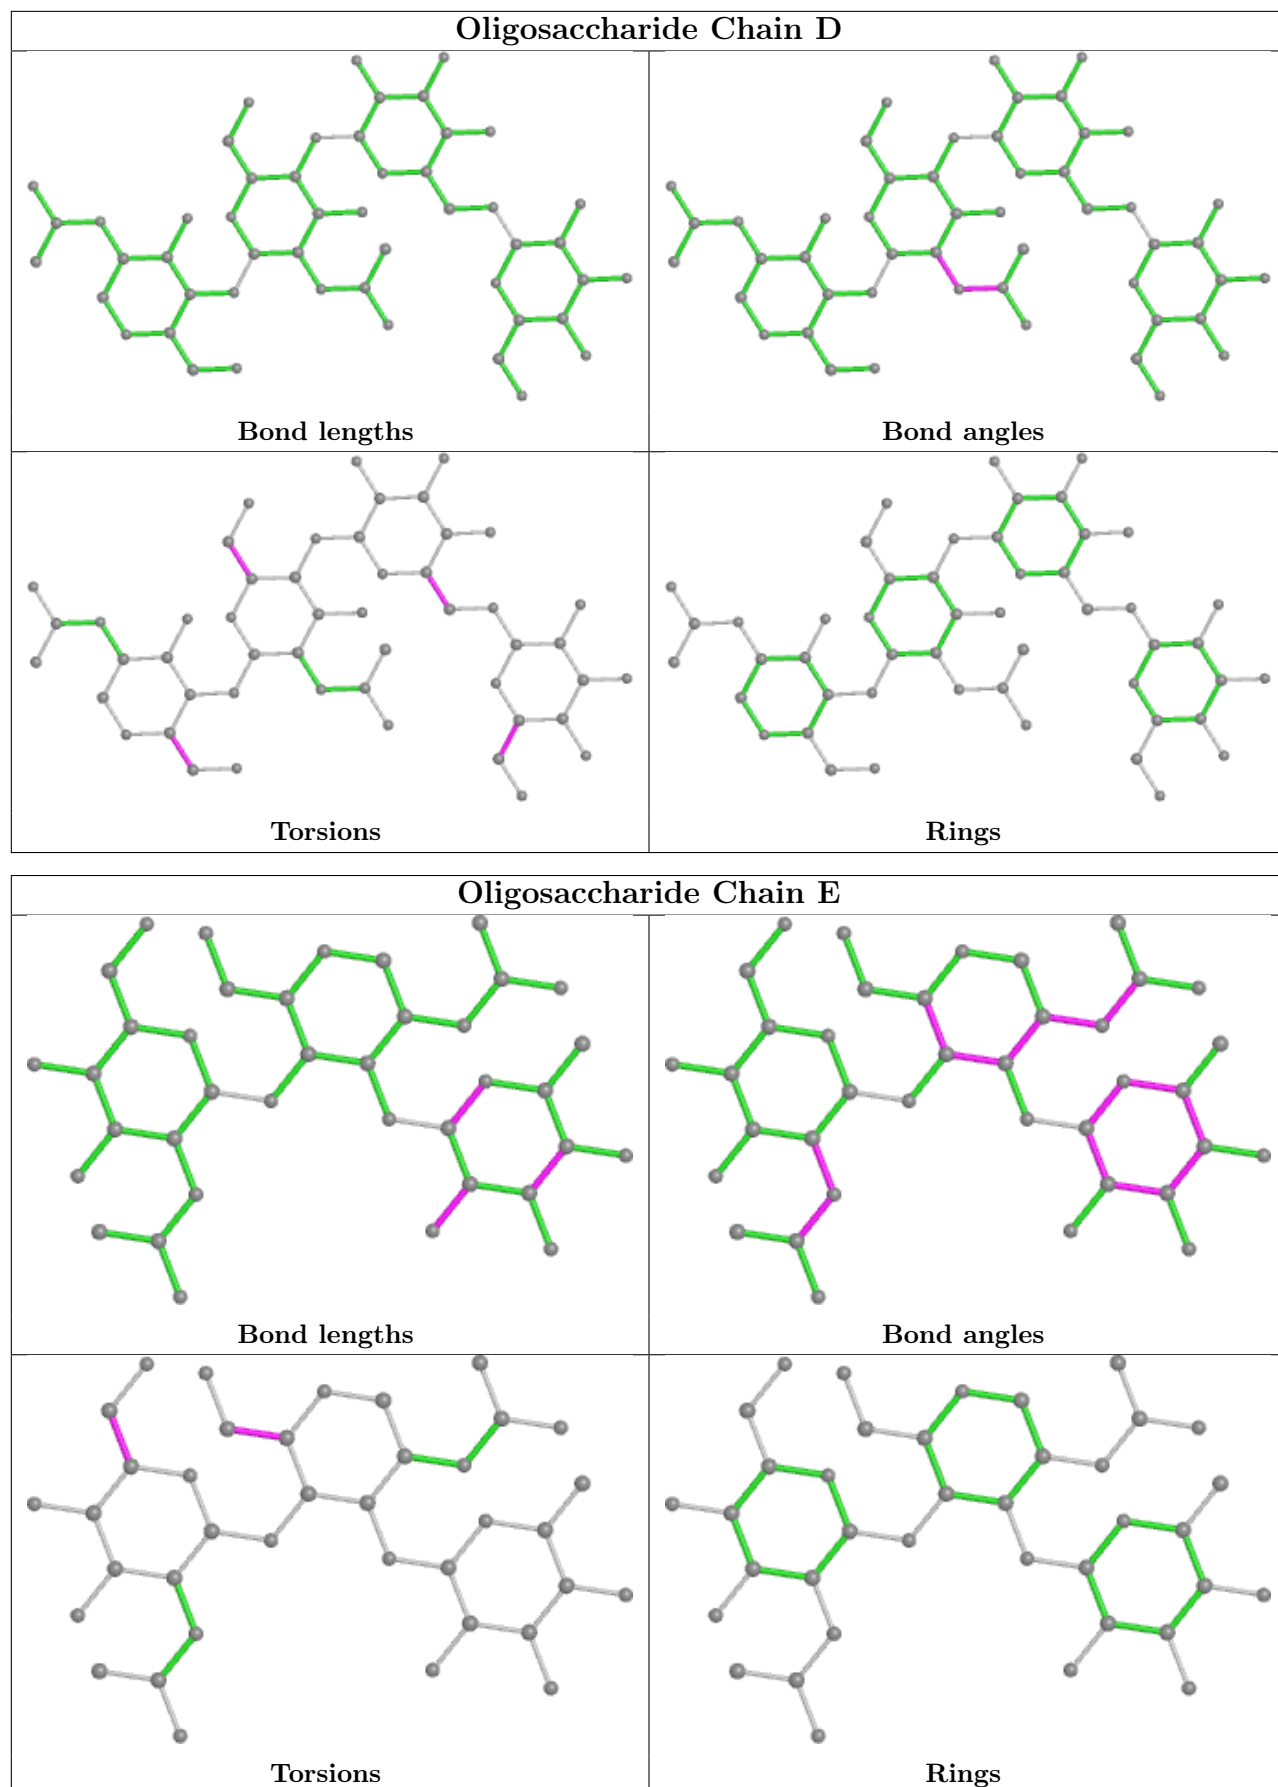 Oligosaccharide Chain D
Bond lengths
Bond angles
Torsions
Rings
Oligosaccharide Chain E
Bond lengths
Bond angles
Torsions
Rings